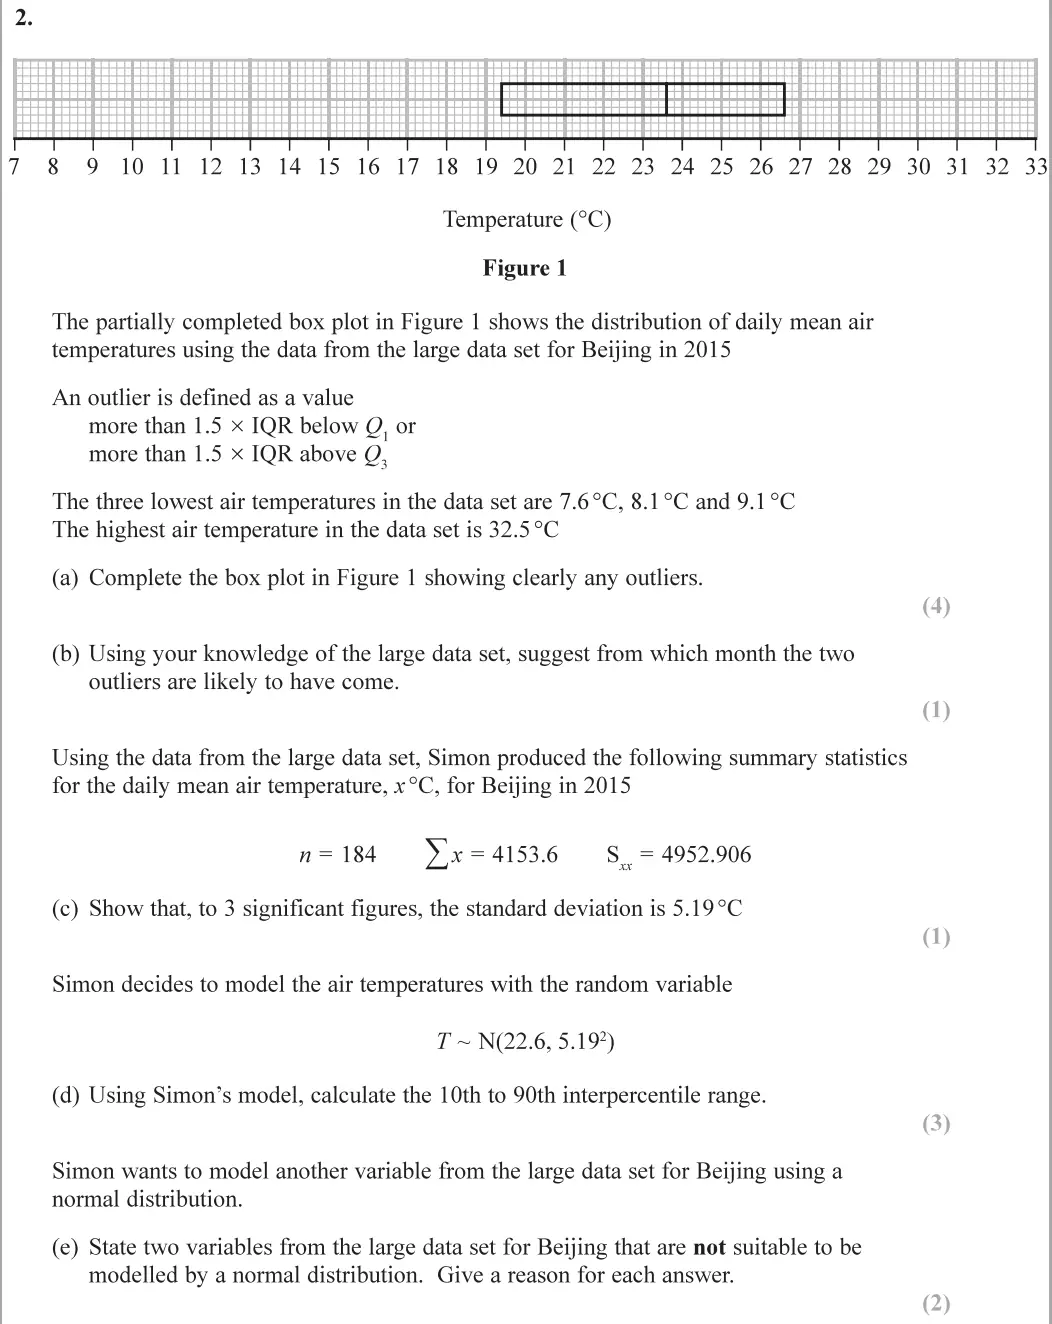 2.
7 8 9 10 11 12 13 14 15 16 17 18 19 20 21 22 23 24 25 26 27 28 29 30 31 32 33
Temperature (°C)
Figure 1
The partially completed box plot in Figure 1 shows the distribution of daily mean air
temperatures using the data from the large data set for Beijing in 2015
An outlier is defined as a value
more than 1.5 × IQR below Q₁ or
more than 1.5 × IQR above Q₃
The three lowest air temperatures in the data set are 7.6 °C, 8.1 °C and 9.1 °C
The highest air temperature in the data set is 32.5 °C
(a) Complete the box plot in Figure 1 showing clearly any outliers.
(4)
(b) Using your knowledge of the large data set, suggest from which month the two
outliers are likely to have come.
(1)
Using the data from the large data set, Simon produced the following summary statistics
for the daily mean air temperature, x °C, for Beijing in 2015
n = 184 ∑x = 4153.6 Sₓₓ = 4952.906
(c) Show that, to 3 significant figures, the standard deviation is 5.19 °C
(1)
Simon decides to model the air temperatures with the random variable
T ~ N(22.6, 5.19²)
(d) Using Simon’s model, calculate the 10th to 90th interpercentile range.
(3)
Simon wants to model another variable from the large data set for Beijing using a
normal distribution.
(e) State two variables from the large data set for Beijing that are not suitable to be
modelled by a normal distribution. Give a reason for each answer.
(2)